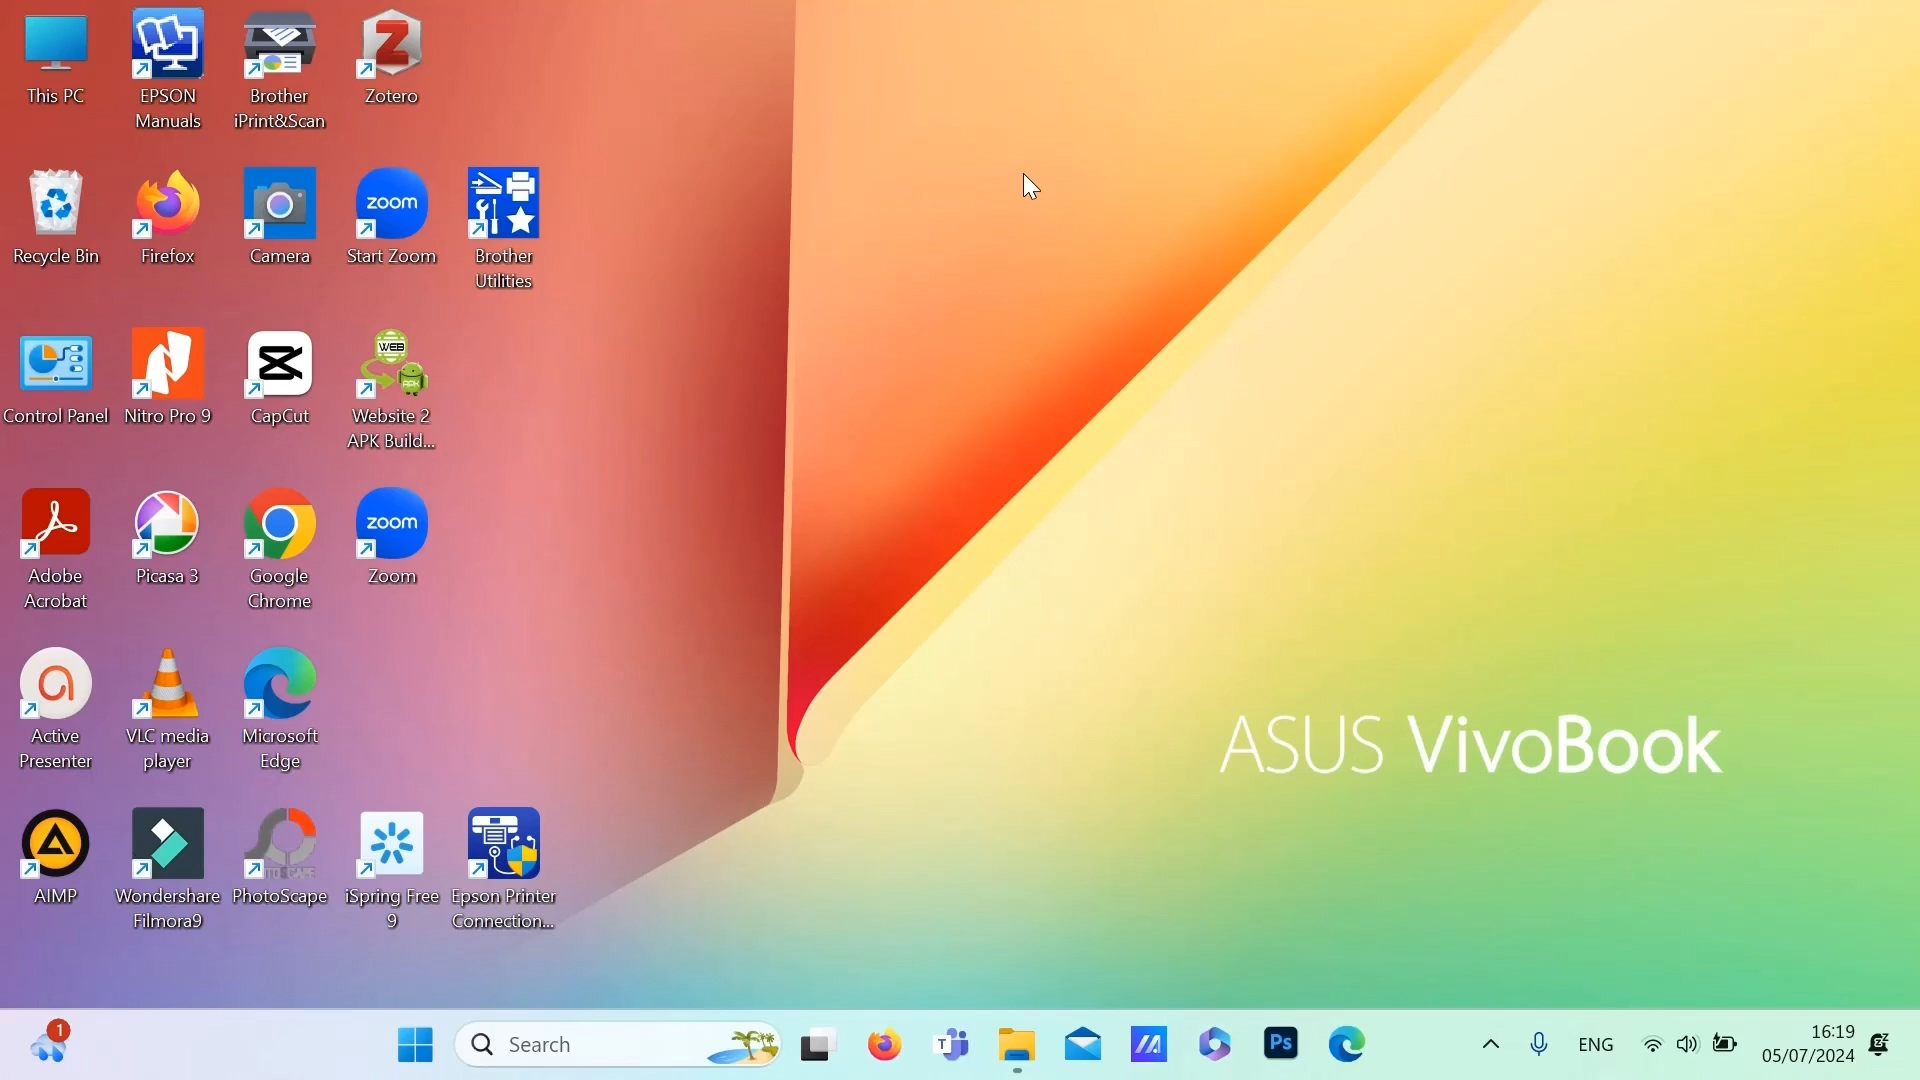 This PC
EPSON
Manuals
Brother
iPrint&Scan
Z
Zotero
Recycle Bin
Firefox
Camera
zoom
Start Zoom
Brother
Utilities
Control Panel
Nitro Pro 9
CapCut
WEB
APK
Website 2
APK Build...
Adobe
Acrobat
Picasa 3
Google
Chrome
zoom
Zoom
Active
Presenter
VLC media
player
Microsoft
Edge
ASUS VivoBook
AIMP
Wondershare
Filmora9
PhotoScape
iSpring Free
9
Epson Printer
Connection...
1
Search
T
Ps
ENG
16:19
05/07/2024